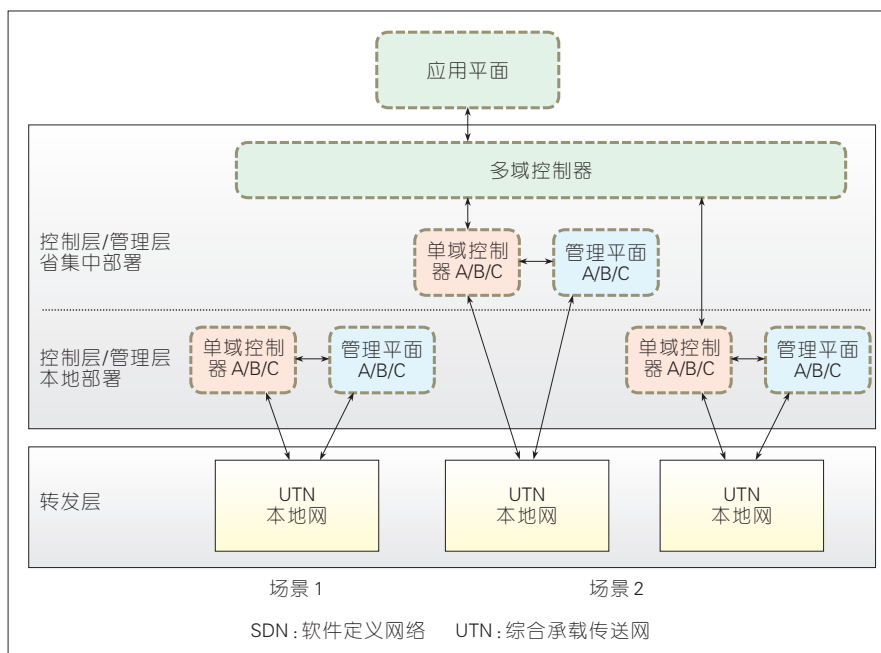 应用平面
多域控制器
控制层/管理层
省集中部署
单域控制
器 A/B/C
管理平面
A/B/C
控制层/管理层
本地部署
单域控制
器 A/B/C
管理平面
A/B/C
单域控制
器 A/B/C
管理平面
A/B/C
转发层
UTN
本地网
UTN
本地网
UTN
本地网
场景 1
场景 2
SDN：软件定义网络 UTN：综合承载传送网